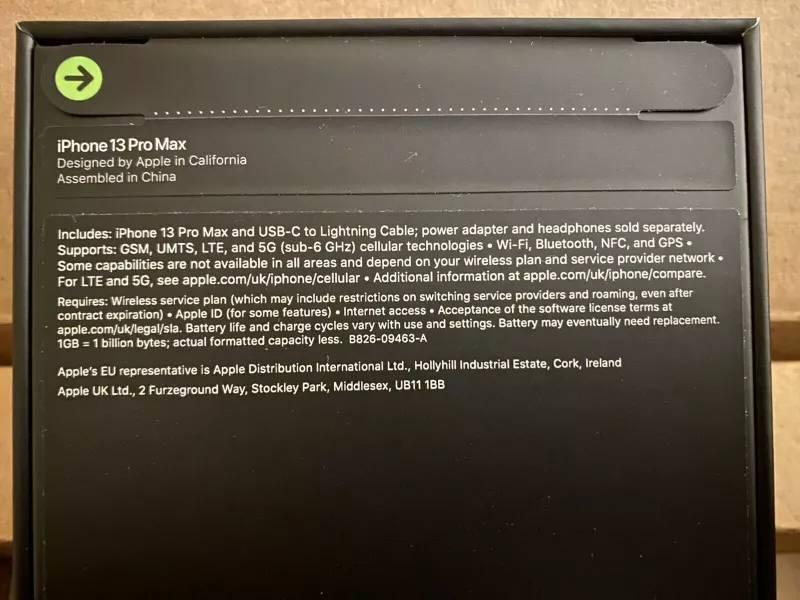 iPhone 13 Pro Max
Designed by Apple in California
Assembled in China
Includes: iPhone 13 Pro Max and USB-C to Lightning Cable; power adapter and headphones sold separately.
Supports: GSM, UMTS, LTE, and 5G (sub-6 GHz) cellular technologies • Wi-Fi, Bluetooth, NFC, and GPS •
Some capabilities are not available in all areas and depend on your wireless plan and service provider network •
For LTE and 5G, see apple.com/uk/iphone/cellular • Additional information at apple.com/uk/iphone/compare.
Requires: Wireless service plan (which may include restrictions on switching service providers and roaming, even after
contract expiration) • Apple ID (for some features) • Internet access • Acceptance of the software license terms at
apple.com/uk/legal/sla. Battery life and charge cycles vary with use and settings. Battery may eventually need replacement.
1GB = 1 billion bytes; actual formatted capacity less. B826-09463-A
Apple's EU representative is Apple Distribution International Ltd., Hollyhill Industrial Estate, Cork, Ireland
Apple UK Ltd., 2 Furzeground Way, Stockley Park, Middlesex, UB11 1BB